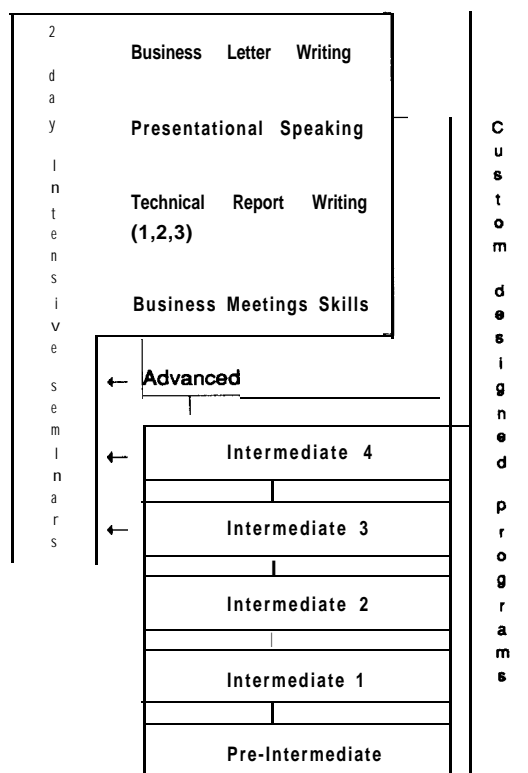 2 day Intensive seminars
Business Letter Writing
Presentational Speaking
Technical Report Writing
(1,2,3)
Business Meetings Skills
← Advanced
← Intermediate 4
← Intermediate 3
Intermediate 2
Intermediate 1
Pre-Intermediate
Custom designed programs